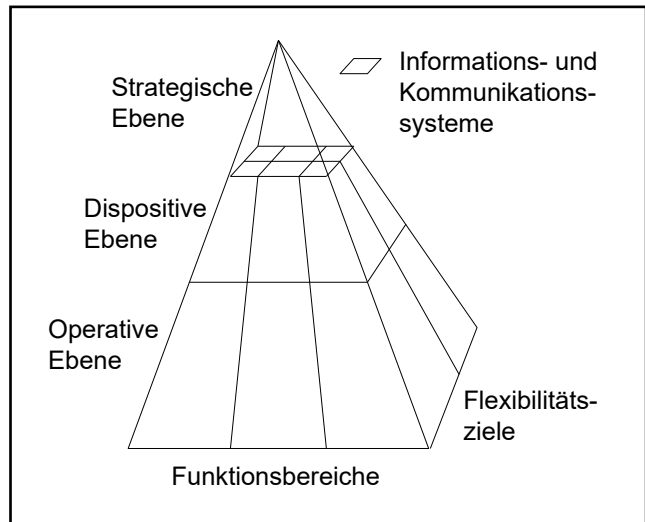 Strategische
Ebene
Informations- und
Kommunikations-
systeme
Dispositive
Ebene
Operative
Ebene
Flexibilitäts-
ziele
Funktionsbereiche